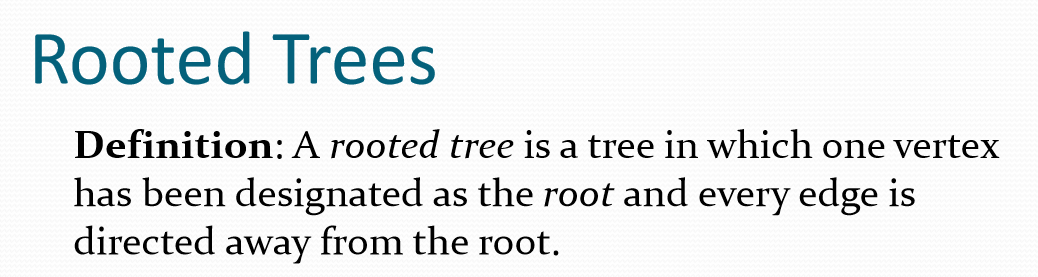 Rooted Trees
Definition: A rooted tree is a tree in which one vertex
has been designated as the root and every edge is
directed away from the root.